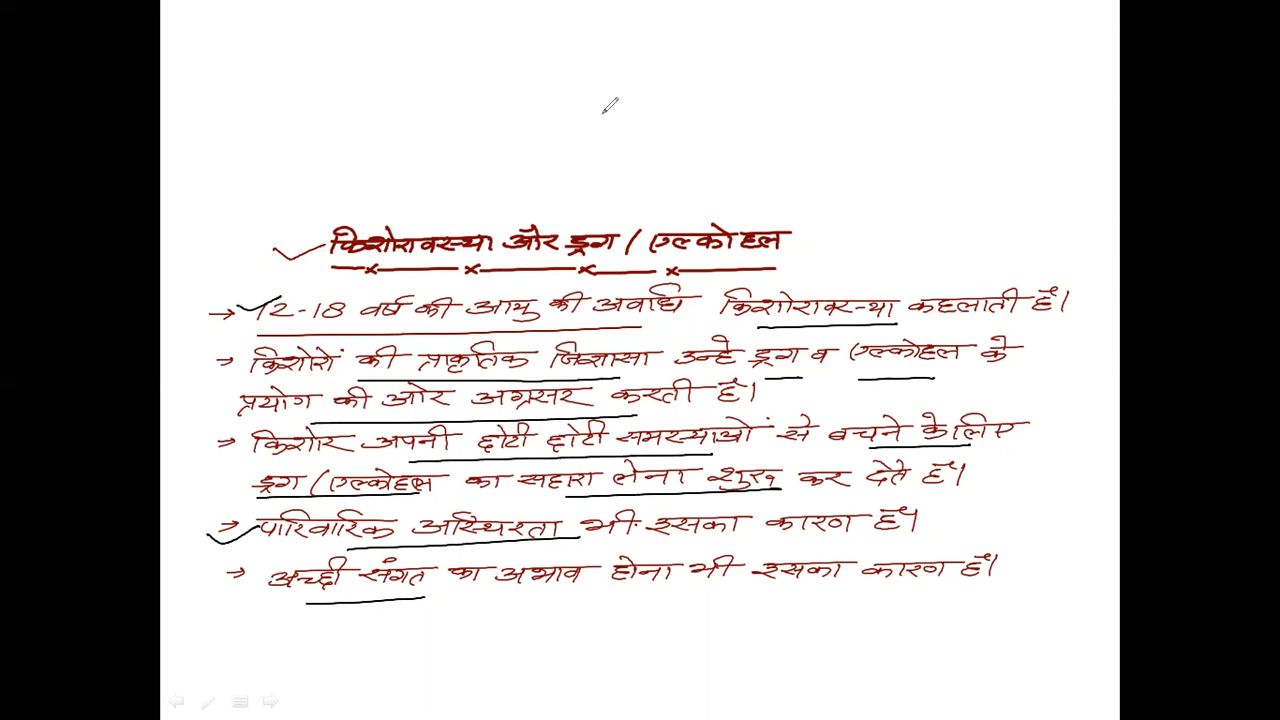 किशोरावस्था और ड्रग / एल्कोहल
→ 12-18 वर्ष की आयु की अवधि किशोरावस्था कहलाती है।
→ किशोरों की प्राकृतिक जिज्ञासा उन्हे ड्रग व एल्कोहल के
प्रयोग की ओर अग्रसर करती है।
→ किशोर अपनी छोटी छोटी समस्याओं से बचने के लिए
ड्रग / एल्कोहल का सहारा लेना शुरू कर देते है।
→ पारिवारिक अस्थिरता भी इसका कारण है।
→ अच्छी संगत का अभाव होना भी इसका कारण है।